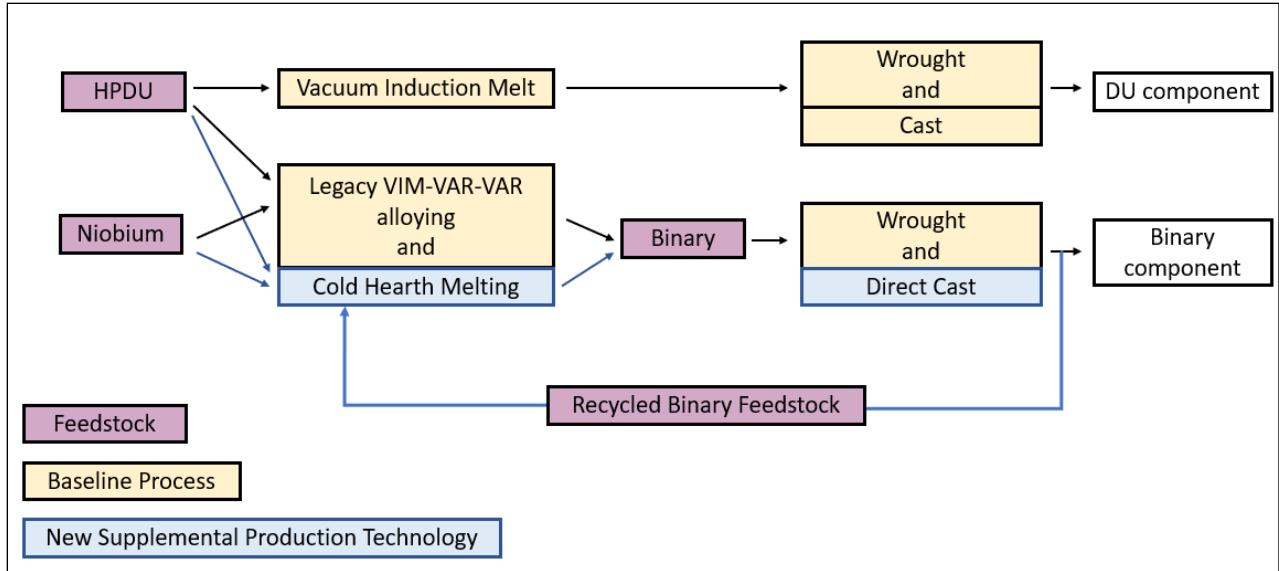 HPDU
Vacuum Induction Melt
Wrought
and
Cast
DU component
Niobium
Legacy VIM-VAR-VAR
alloying
and
Cold Hearth Melting
Binary
Wrought
and
Direct Cast
Binary
component
Recycled Binary Feedstock
Feedstock
Baseline Process
New Supplemental Production Technology